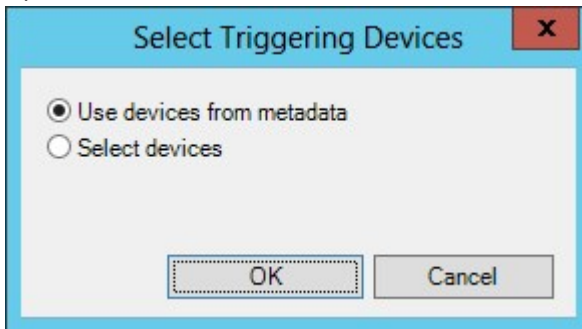 Select Triggering Devices
x
Use devices from metadata
Select devices
OK Cancel